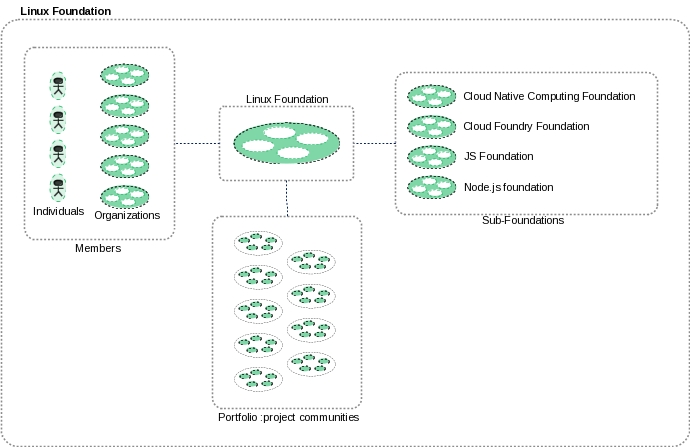 Linux Foundation
Linux Foundation
Cloud Native Computing Foundation
Cloud Foundry Foundation
JS Foundation
Node.js foundation
Individuals
Organizations
Sub-Foundations
Members
Portfolio :project communities